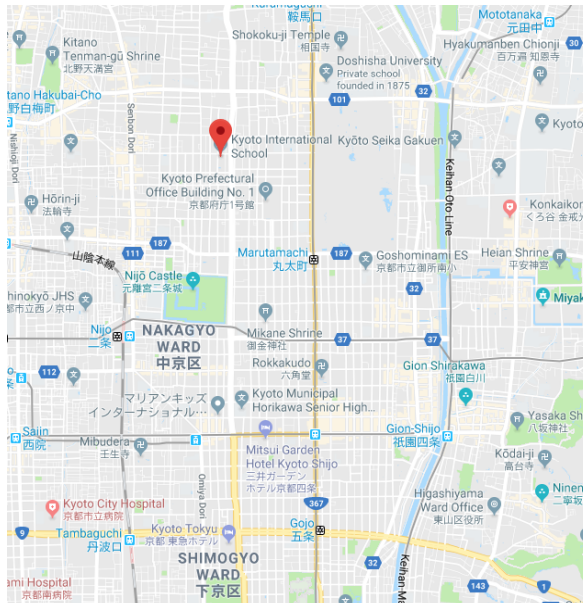 Kuramaguchi
鞍馬口
Mototanaka
元田中
Kitano
Tenman-gū Shrine
北野天満宮
Shokoku-ji Temple
相国寺
Doshisha University
Private school
founded in 1875
Hyakumanben Chionji
百万遍 知恩寺
tano Hakubai-Cho
野白梅町
32
30
101
32
Senbon Dori
Nishioji Dori
Kyoto International
School
Kyōto Seika Gakuen
Kyoto
Kyoto Prefectural
Office Building No. 1
京都府庁1号館
Keihan Oto Line
Hōrin-ji
法輪寺
Konkaikon
くろ谷 金戒光
山陰本線
111
187
Marutamachi
丸太町
187
Goshominami ES
京都市立御所南小
Heian Shrine
平安神宮
Nijō Castle
元離宮二条城
32
hinokyō JHS
都市立西ノ京中
Miyak
Nijo
二条
NAKAGYO
WARD
中京区
Mikane Shrine
御金神社
37
37
112
Rokkakudo
六角堂
Gion Shirakawa
祇園白川
マリアンキッズ
インターナショナル…
Kyoto Municipal
Horikawa Senior High...
Saiin
西院
Mibudera
壬生寺
Gion-Shijo
祇園四条
Yasaka Sh
八坂神社
Mitsui Garden
Hotel Kyoto Shijo
三井ガーデン
ホテル京都四条
Kōdai-ji
高台寺
Omiya Dori
Kyoto City Hospital
京都市立病院
367
Higashiyama
Ward Office
東山区役所
Ninen
二寧坂
9
Tambaguchi
丹波口
Kyoto Tokyu
京都 東急ホテル
Gojo
五条
SHIMOGYO
WARD
下京区
32
Keihan-Ma
143
1
ami Hospital
京都南病院